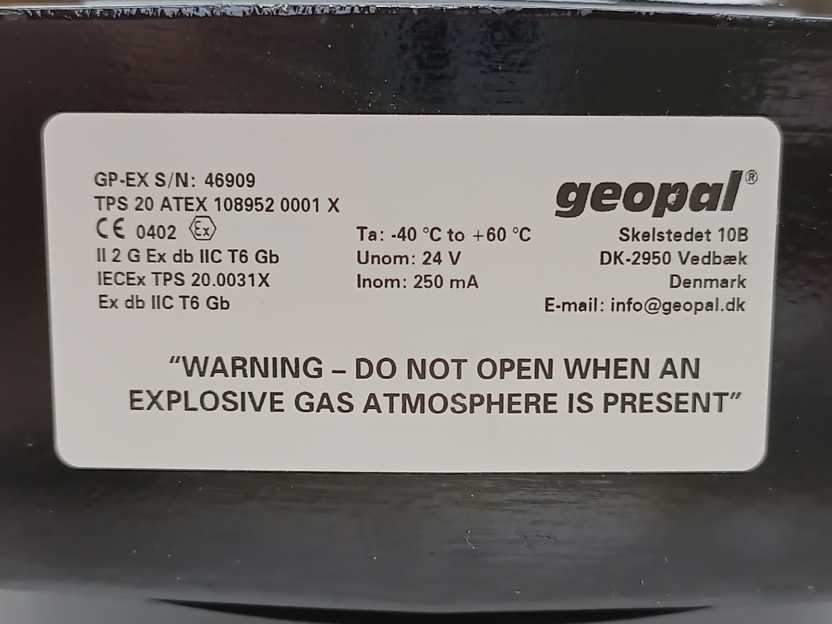 GP-EX S/N: 46909
TPS 20 ATEX 108952 0001 X
CE 0402 Ex
II 2 G Ex db IIC T6 Gb
IECEx TPS 20.0031X
Ex db IIC T6 Gb
Ta: -40 °C to +60 °C
Unom: 24 V
Inom: 250 mA
geopal®
Skelstedet 10B
DK-2950 Vedbæk
Denmark
E-mail: info@geopal.dk
“WARNING – DO NOT OPEN WHEN AN
EXPLOSIVE GAS ATMOSPHERE IS PRESENT”